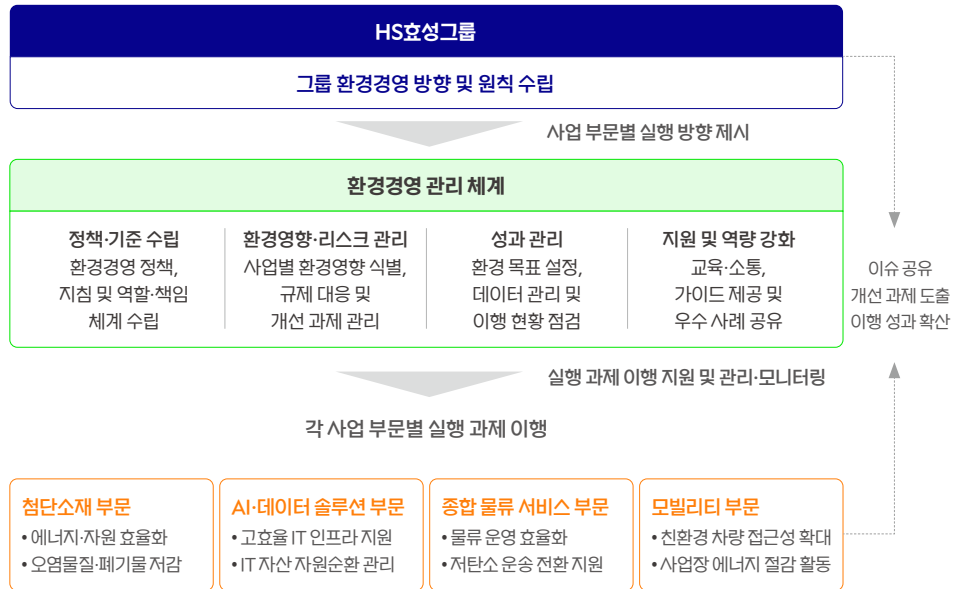 HS효성그룹
그룹 환경경영 방향 및 원칙 수립
사업 부문별 실행 방향 제시
환경경영 관리 체계
정책·기준 수립
환경경영 정책,
지침 및 역할·책임
체계 수립
환경영향·리스크 관리
사업별 환경영향 식별,
규제 대응 및
개선 과제 관리
성과 관리
환경 목표 설정,
데이터 관리 및
이행 현황 점검
지원 및 역량 강화
교육·소통,
가이드 제공 및
우수 사례 공유
이슈 공유
개선 과제 도출
이행 성과 확산
실행 과제 이행 지원 및 관리·모니터링
각 사업 부문별 실행 과제 이행
첨단소재 부문
• 에너지·자원 효율화
• 오염물질·폐기물 저감
AI·데이터 솔루션 부문
• 고효율 IT 인프라 지원
• IT 자산 자원순환 관리
종합 물류 서비스 부문
• 물류 운영 효율화
• 저탄소 운송 전환 지원
모빌리티 부문
• 친환경 차량 접근성 확대
• 사업장 에너지 절감 활동